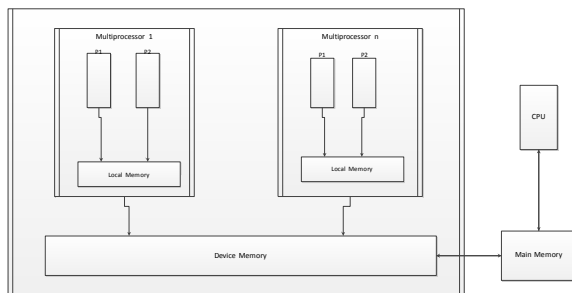 Multiprocessor 1
Multiprocessor n
P1
P2
P1
P2
CPU
Local Memory
Local Memory
Device Memory
Main Memory